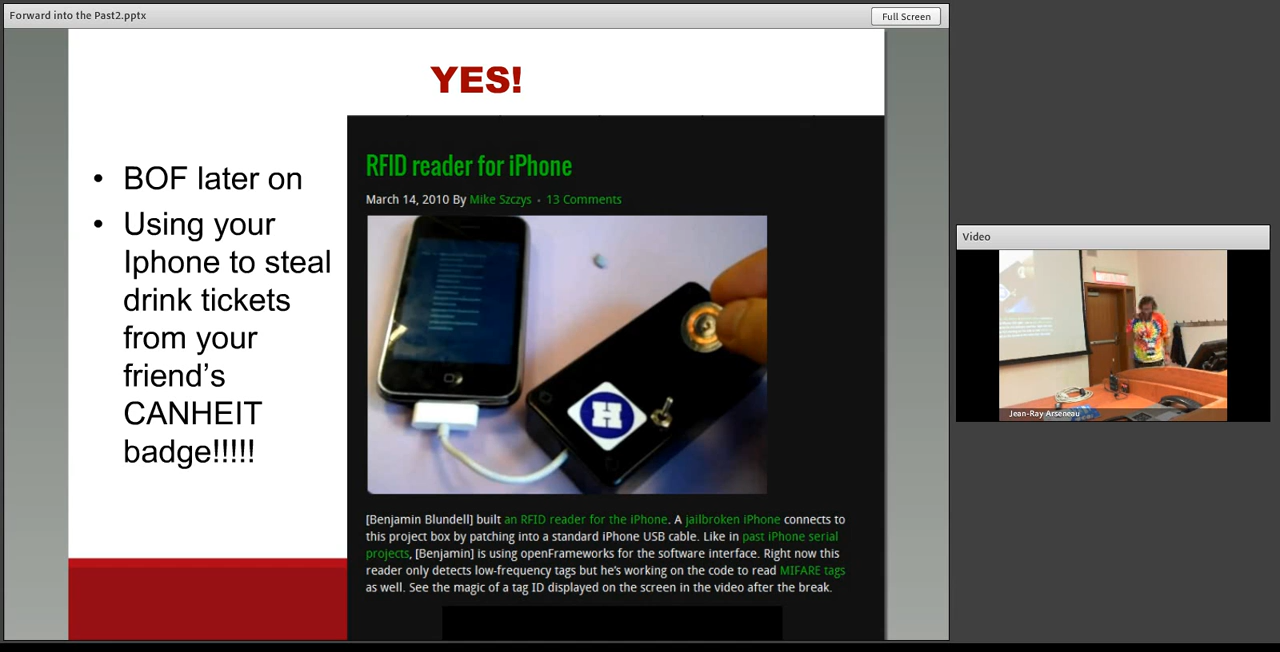 Forward into the Past2.pptx
Full Screen
YES!
• BOF later on
• Using your
Iphone to steal
drink tickets
from your
friend's
CANHEIT
badge!!!!!
RFID reader for iPhone
March 14, 2010 By Mike Szczys • 13 Comments
H
[Benjamin Blundell] built an RFID reader for the iPhone. A jailbroken iPhone connects to
this project box by patching into a standard iPhone USB cable. Like in past iPhone serial
projects, [Benjamin] is using openFrameworks for the software interface. Right now this
reader only detects low-frequency tags but he's working on the code to read MIFARE tags
as well. See the magic of a tag ID displayed on the screen in the video after the break.
Video
Jean-Ray Arseneau